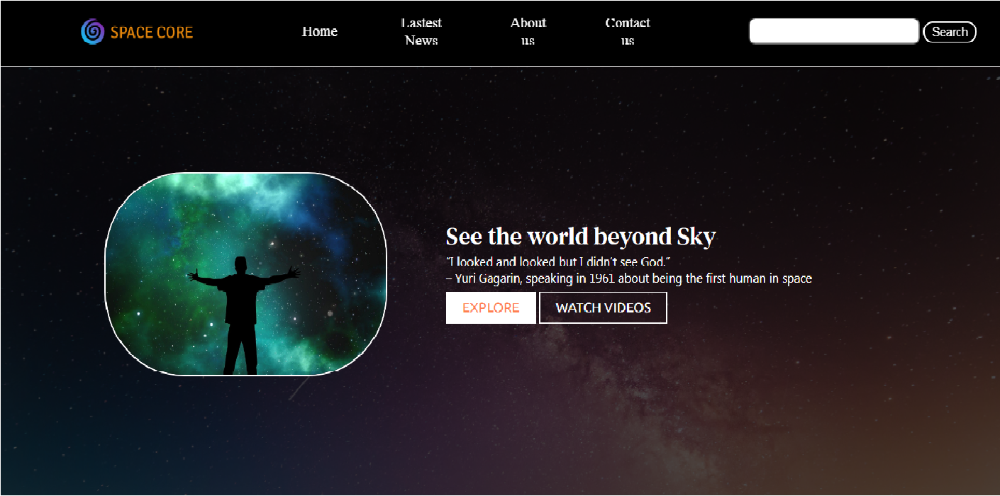 SPACE CORE
Home
Lastest
News
About
us
Contact
us
Search
See the world beyond Sky
“I looked and looked but I didn’t see God.”
– Yuri Gagarin, speaking in 1961 about being the first human in space
EXPLORE
WATCH VIDEOS